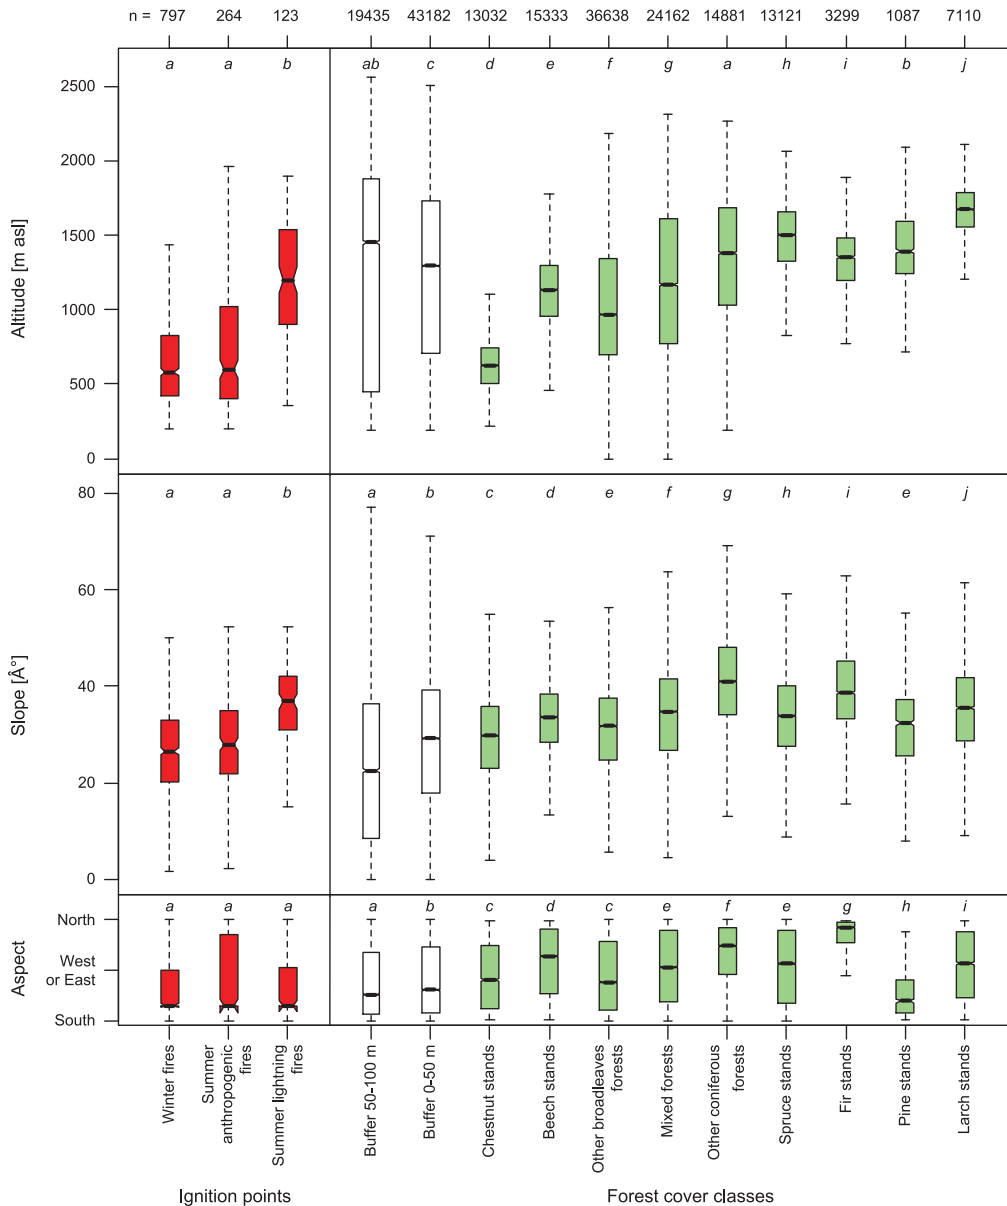 n = 797 264 123 19435 43182 13032 15333 36638 24162 14881 13121 3299 1087 7110
a a b ab c d e f g a h i b j
2500
2000
1500
1000
500
0
Altitude [m asl]
a a b a b c d e f g h i e j
80
60
40
20
0
Slope [Â°]
a a a a b c d c e f e g h i
North
West
or East
South
Aspect
Winter fires
Summer
anthropogenic
fires
Summer lightning
fires
Buffer 50-100 m
Buffer 0-50 m
Chestnut stands
Beech stands
Other broadleaves
forests
Mixed forests
Other coniferous
forests
Spruce stands
Fir stands
Pine stands
Larch stands
Ignition points
Forest cover classes